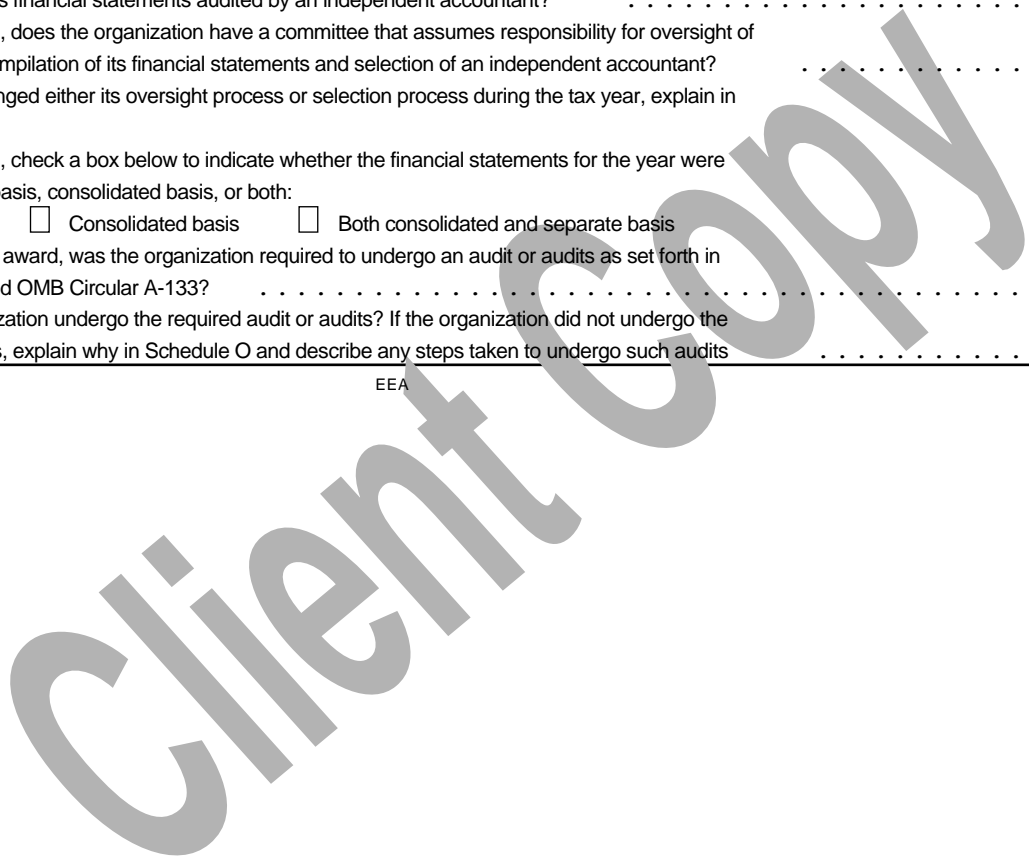 s financial statements audited by an independent accountant? . . . . . . . . . . . . . . . . . . . . .
, does the organization have a committee that assumes responsibility for oversight of
mpilation of its financial statements and selection of an independent accountant? . . . . . . . . . . . .
nged either its oversight process or selection process during the tax year, explain in
, check a box below to indicate whether the financial statements for the year were
asis, consolidated basis, or both:
☐ Consolidated basis ☐ Both consolidated and separate basis
award, was the organization required to undergo an audit or audits as set forth in
d OMB Circular A-133? . . . . . . . . . . . . . . . . . . . . . . . . . . . . . . . . . . . . . . . .
zation undergo the required audit or audits? If the organization did not undergo the
s, explain why in Schedule O and describe any steps taken to undergo such audits . . . . . . . . . . .
EEA
Client Copy